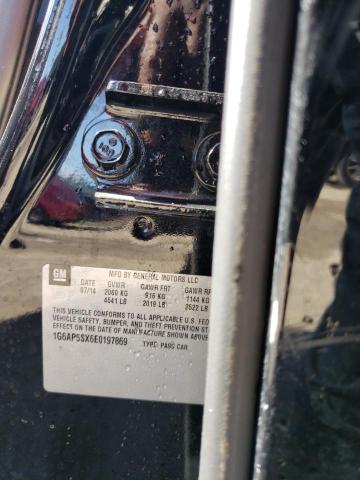 GM
MFD BY GENERAL MOTORS LLC
DATE GVWR GAWR FRT GAWR RR
07/14 2060 KG 916 KG 1144 KG
4541 LB 2019 LB 2522 LB
THIS VEHICLE CONFORMS TO ALL APPLICABLE U.S. FEDE
VEHICLE SAFETY, BUMPER, AND THEFT PREVENTION ST
IN EFFECT ON THE DATE OF MANUFACTURE SHOWN ABOVE
1G6AP5SX6E0197869 TYPE: PASS CAR